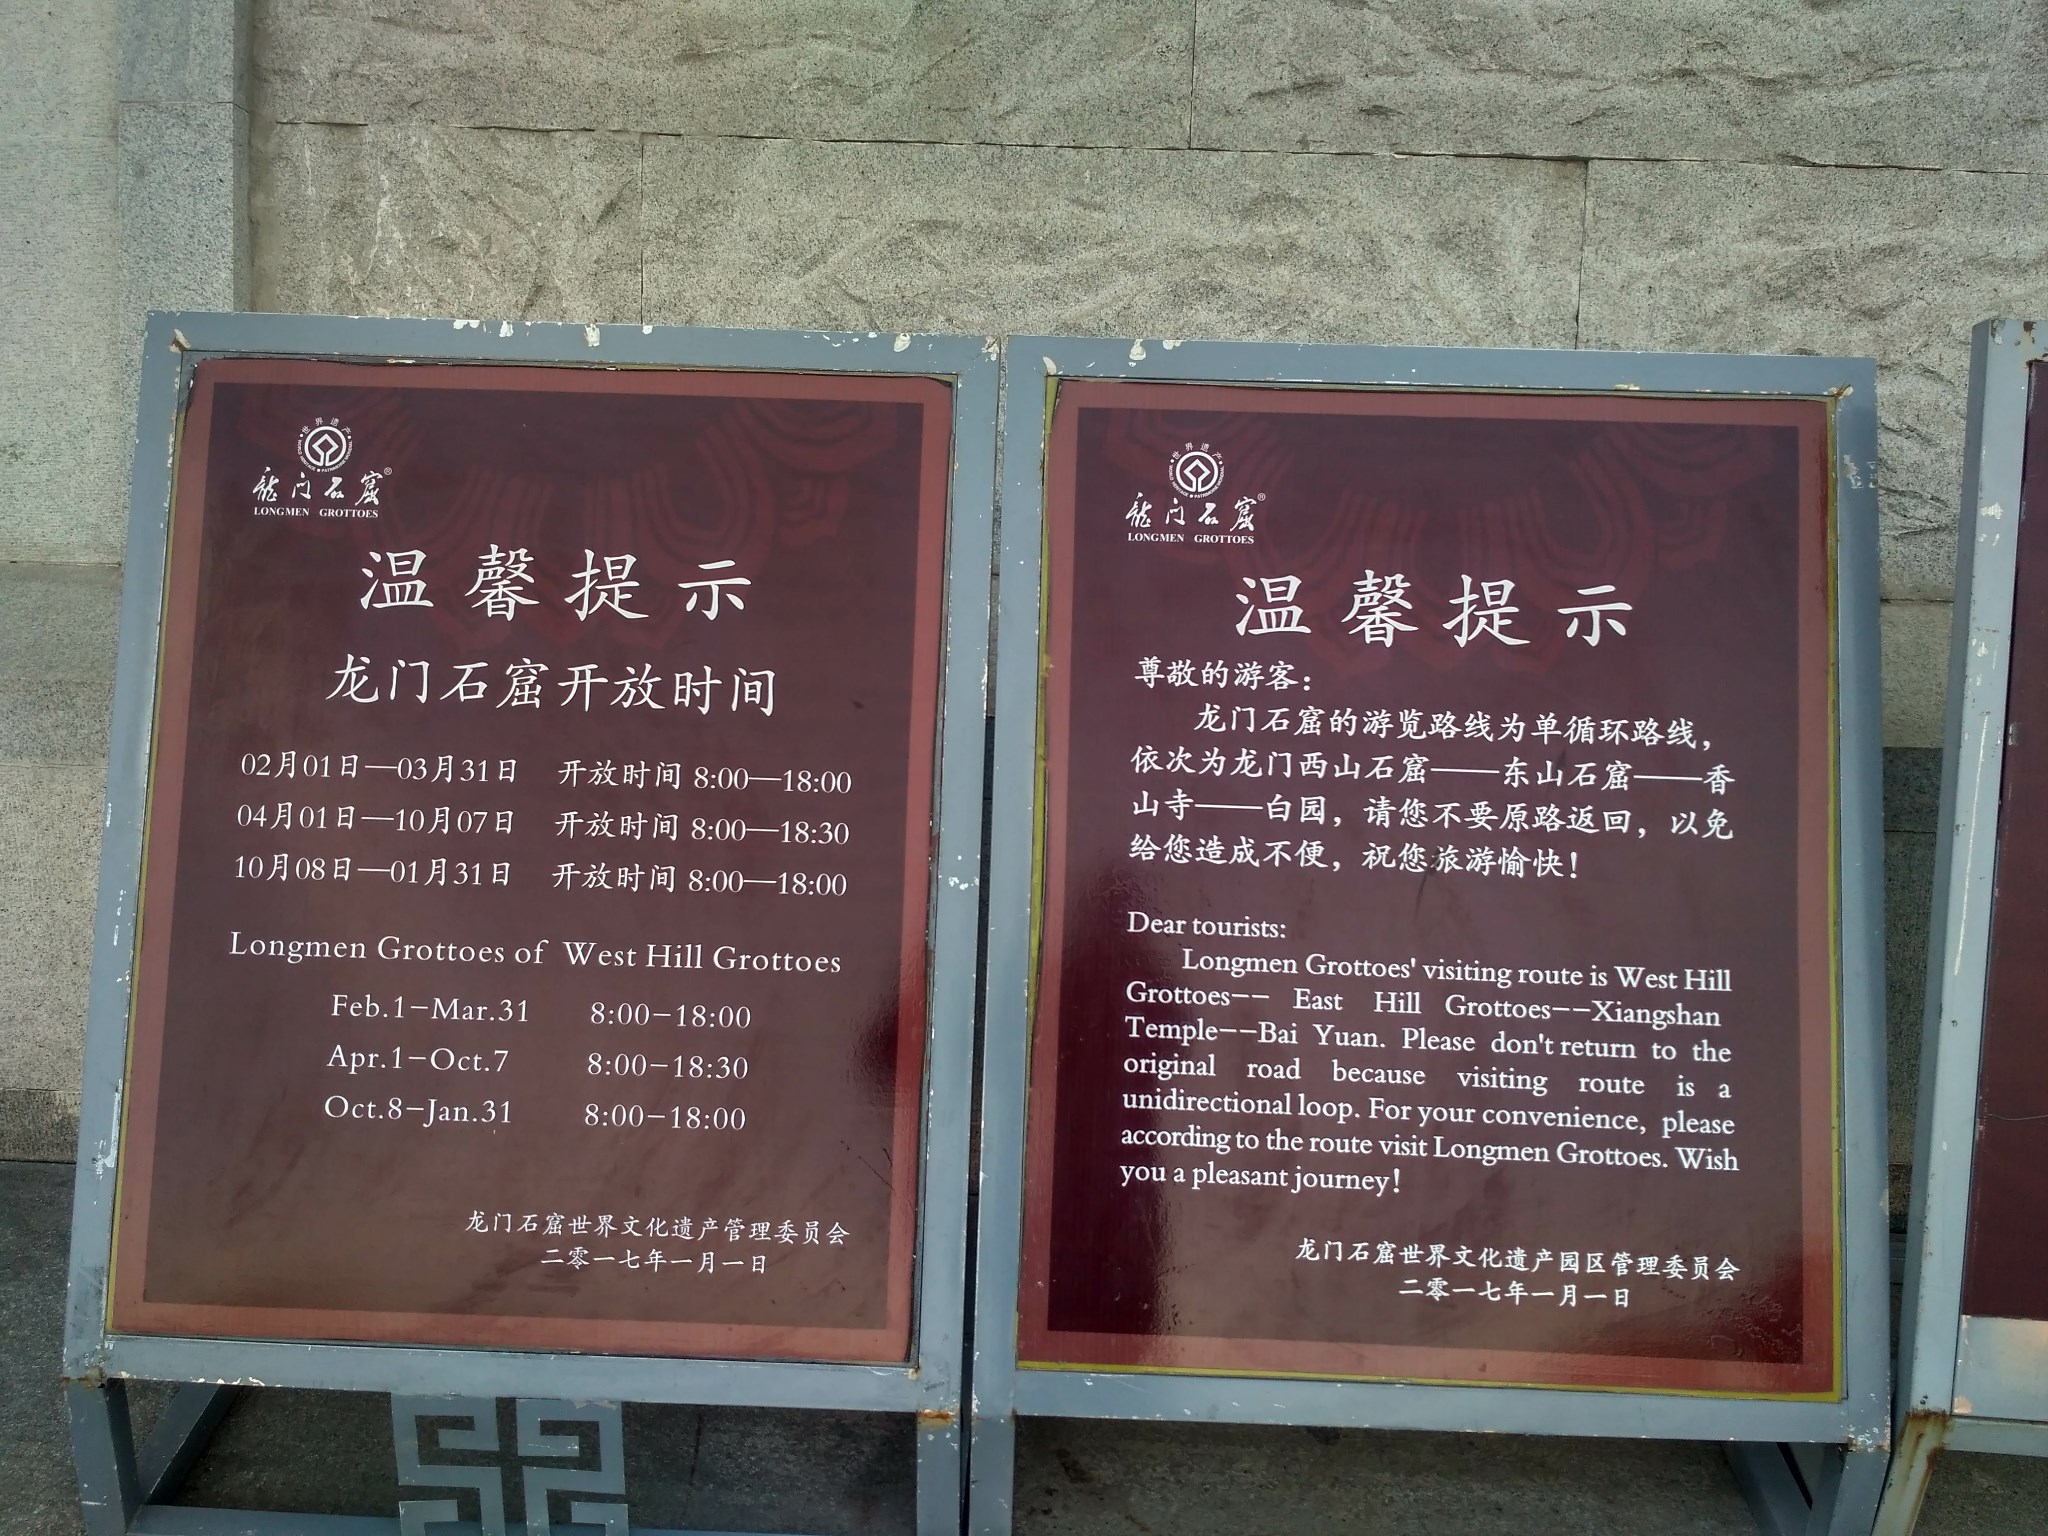 世界遗产
WORLD HERITAGE • PATRIMOINE MONDIAL
龙门石窟®
LONGMEN GROTTOES
温馨提示
龙门石窟开放时间
02月01日—03月31日 开放时间 8:00—18:00
04月01日—10月07日 开放时间 8:00—18:30
10月08日—01月31日 开放时间 8:00—18:00
Longmen Grottoes of West Hill Grottoes
Feb.1-Mar.31 8:00-18:00
Apr.1-Oct.7 8:00-18:30
Oct.8-Jan.31 8:00-18:00
龙门石窟世界文化遗产管理委员会
二零一七年一月一日
世界遗产
WORLD HERITAGE • PATRIMOINE MONDIAL
龙门石窟®
LONGMEN GROTTOES
温馨提示
尊敬的游客：
龙门石窟的游览路线为单循环路线，
依次为龙门西山石窟——东山石窟——香
山寺——白园，请您不要原路返回，以免
给您造成不便，祝您旅游愉快！
Dear tourists:
Longmen Grottoes' visiting route is West Hill
Grottoes-- East Hill Grottoes--Xiangshan
Temple--Bai Yuan. Please don't return to the
original road because visiting route is a
unidirectional loop. For your convenience, please
according to the route visit Longmen Grottoes. Wish
you a pleasant journey!
龙门石窟世界文化遗产园区管理委员会
二零一七年一月一日